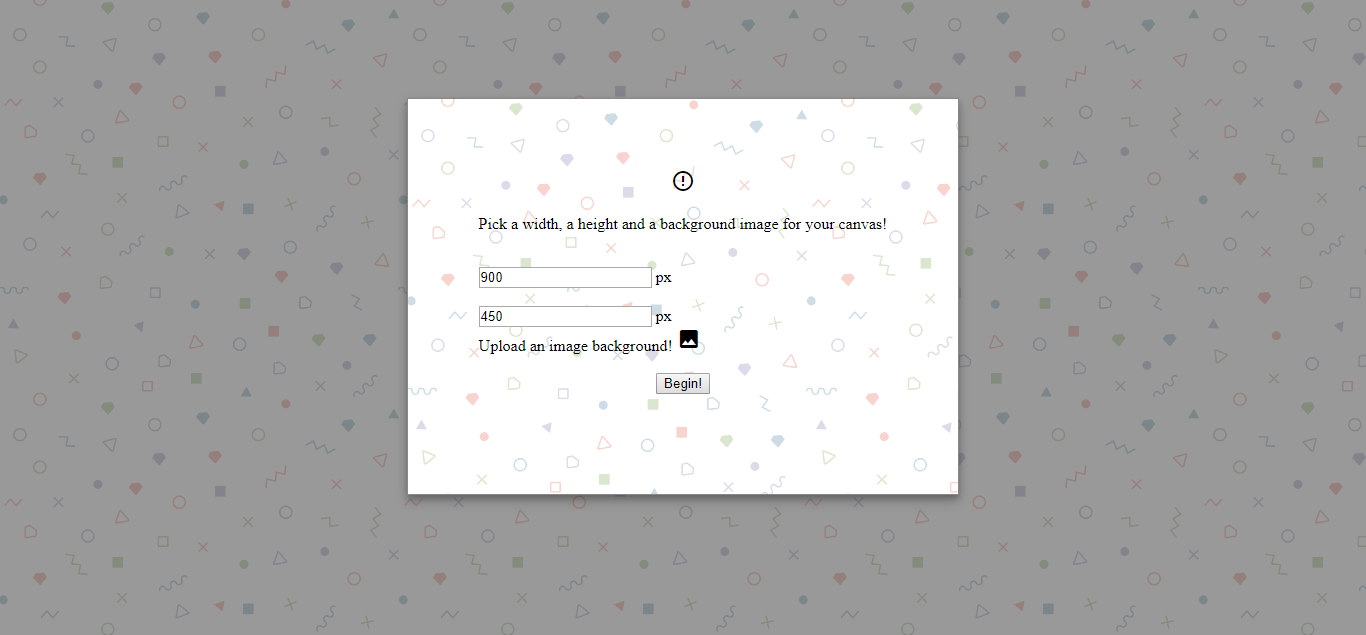 Pick a width, a height and a background image for your canvas!
900 px
450 px
Upload an image background!
Begin!